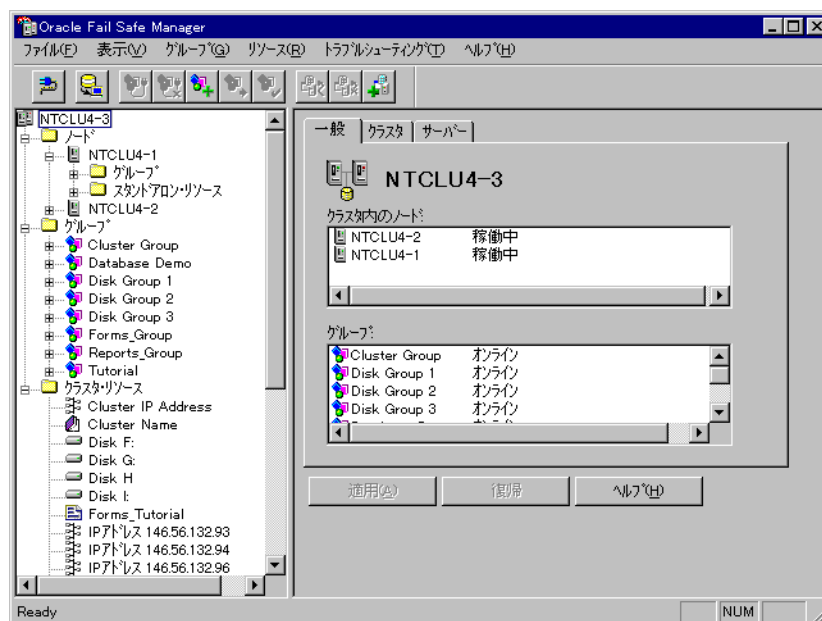 Oracle Fail Safe Manager
ファイル(F) 表示(V) グループ(G) リソース(R) トラブルシューティング(T) ヘルプ(H)
NTCLU4-3
ノード
NTCLU4-1
グループ
スタンドアロン・リソース
NTCLU4-2
グループ
Cluster Group
Database Demo
Disk Group 1
Disk Group 2
Disk Group 3
Forms_Group
Reports_Group
Tutorial
クラスタ・リソース
Cluster IP Address
Cluster Name
Disk F:
Disk G:
Disk H
Disk I:
Forms_Tutorial
IPアドレス 146.56.132.93
IPアドレス 146.56.132.94
IPアドレス 146.56.132.96
一般 クラスタ サーバー
NTCLU4-3
クラスタ内のノード:
NTCLU4-2 稼働中
NTCLU4-1 稼働中
グループ:
Cluster Group オンライン
Disk Group 1 オンライン
Disk Group 2 オンライン
Disk Group 3 オンライン
適用(A) 復帰 ヘルプ(H)
Ready NUM